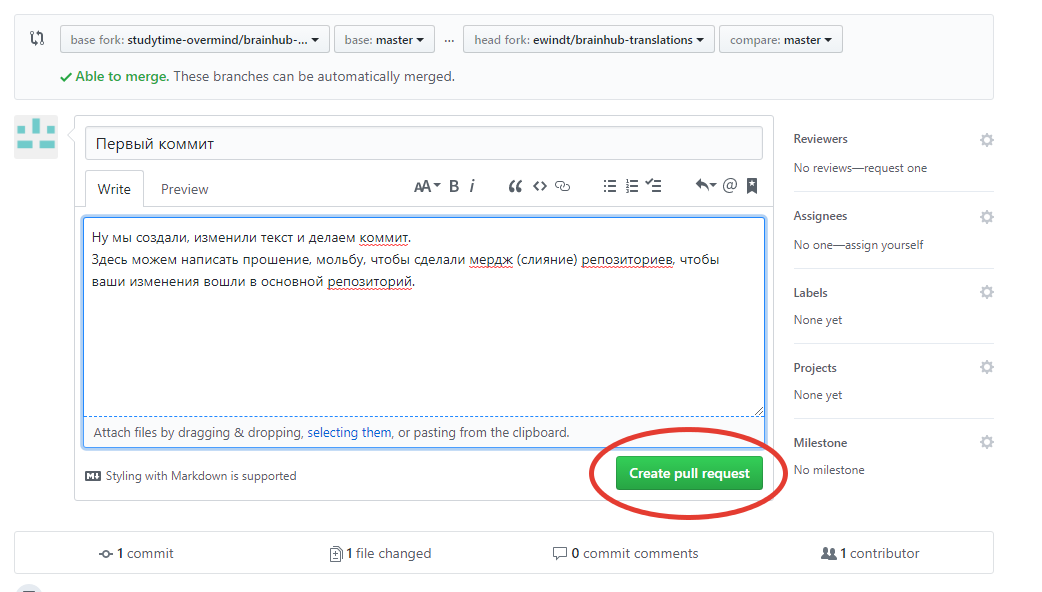 base fork: studytime-overmind/brainhub-... base: master ... head fork: ewindt/brainhub-translations compare: master
Able to merge. These branches can be automatically merged.
Первый коммит
Write Preview AA B i @
Ну мы создали, изменили текст и делаем коммит.
Здесь можем написать прошение, мольбу, чтобы сделали мердж (слияние) репозиториев, чтобы
ваши изменения вошли в основной репозиторий.
Attach files by dragging & dropping, selecting them, or pasting from the clipboard.
Styling with Markdown is supported
Create pull request
Reviewers
No reviews—request one
Assignees
No one—assign yourself
Labels
None yet
Projects
None yet
Milestone
No milestone
1 commit 1 file changed 0 commit comments 1 contributor